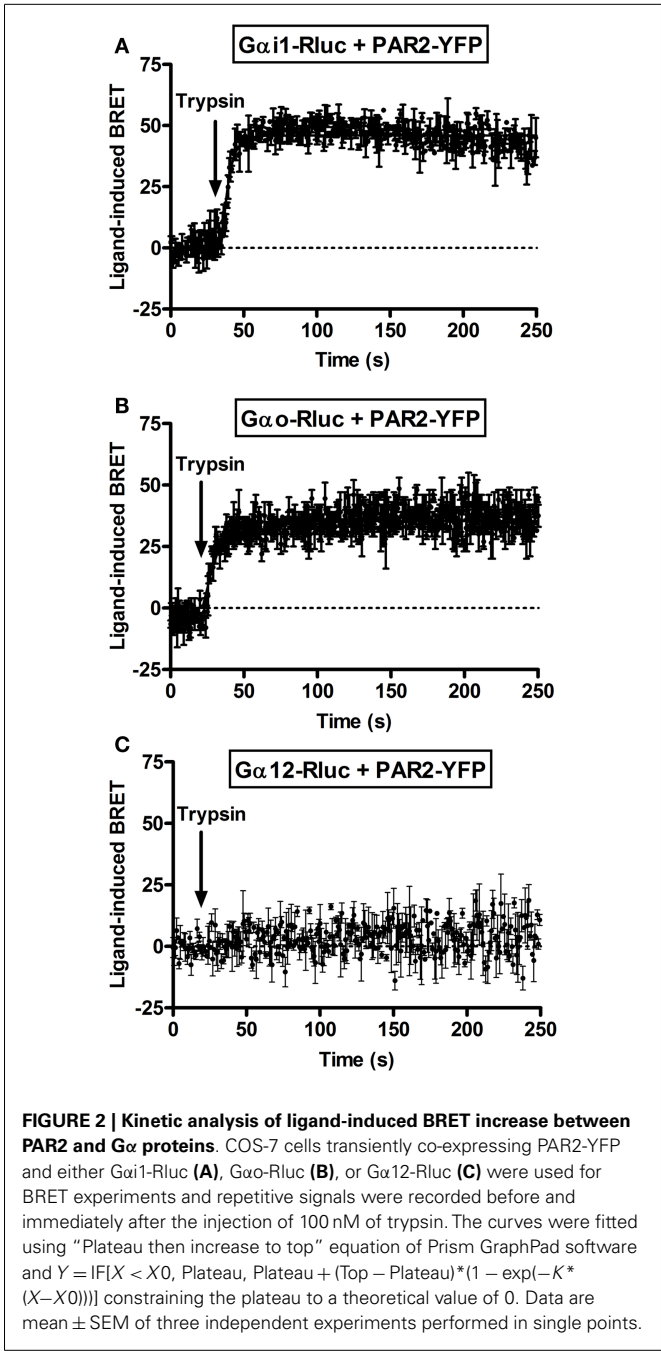 A
Gαi1-Rluc + PAR2-YFP
75
50
25
0
-25
Ligand-induced BRET
Trypsin
0 50 100 150 200 250
Time (s)
B
Gαo-Rluc + PAR2-YFP
75
50
25
0
-25
Ligand-induced BRET
Trypsin
0 50 100 150 200 250
Time (s)
C
Gα12-Rluc + PAR2-YFP
75
50
25
0
-25
Ligand-induced BRET
Trypsin
0 50 100 150 200 250
Time (s)
FIGURE 2 | Kinetic analysis of ligand-induced BRET increase between
PAR2 and Gα proteins. COS-7 cells transiently co-expressing PAR2-YFP
and either Gαi1-Rluc (A), Gαo-Rluc (B), or Gα12-Rluc (C) were used for
BRET experiments and repetitive signals were recorded before and
immediately after the injection of 100 nM of trypsin. The curves were fitted
using “Plateau then increase to top” equation of Prism GraphPad software
and Y = IF[X < X0, Plateau, Plateau + (Top − Plateau)*(1 − exp(−K*
(X−X0)))] constraining the plateau to a theoretical value of 0. Data are
mean ± SEM of three independent experiments performed in single points.